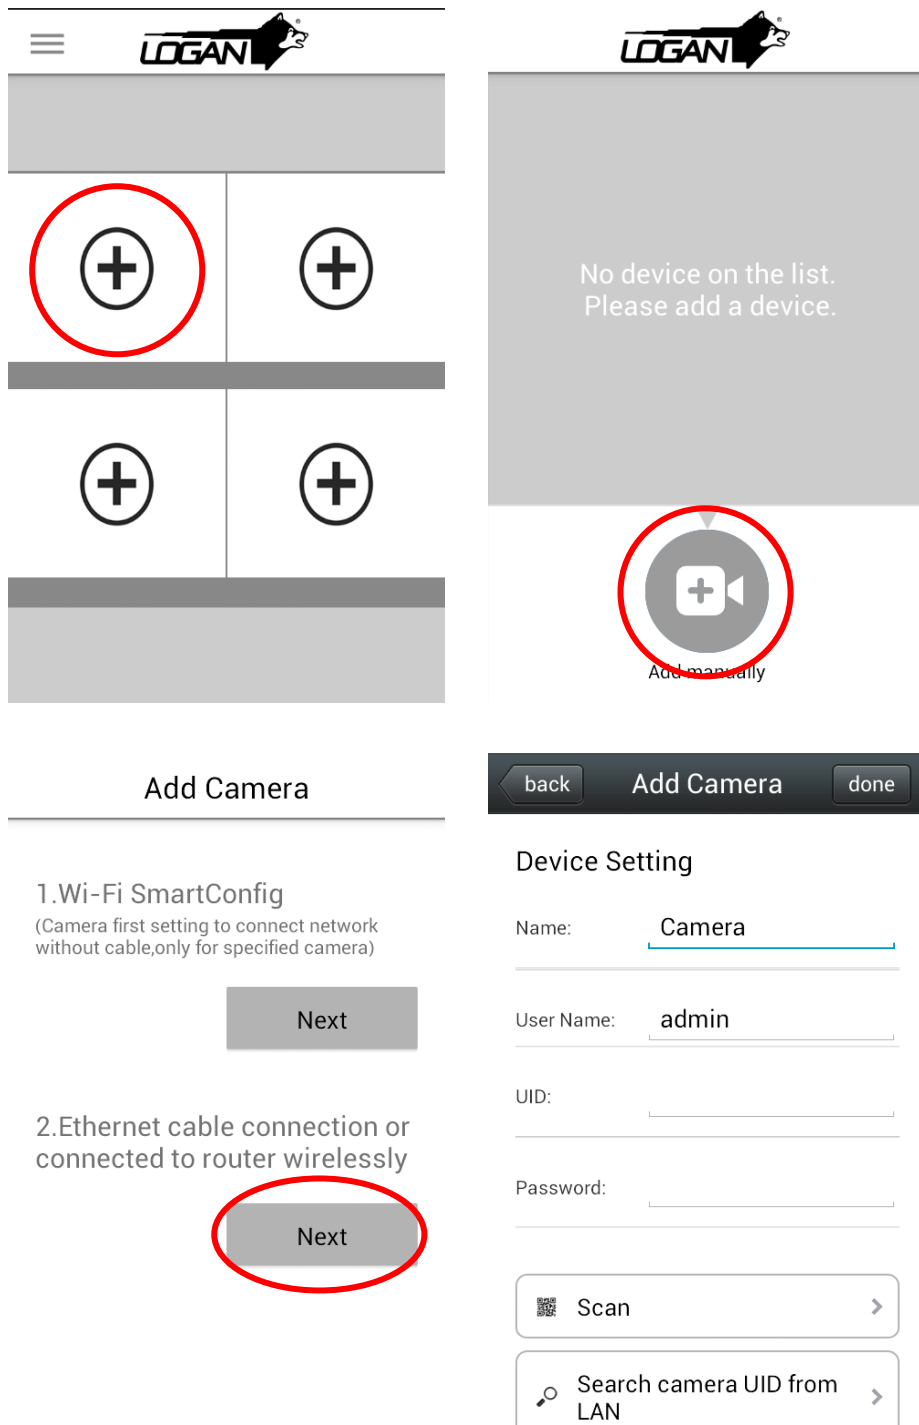 LOGAN
LOGAN
No device on the list.
Please add a device.
Add manually
Add Camera
1.Wi-Fi SmartConfig
(Camera first setting to connect network
without cable,only for specified camera)
Next
2.Ethernet cable connection or
connected to router wirelessly
Next
back Add Camera done
Device Setting
Name: Camera
User Name: admin
UID:
Password:
Scan
Search camera UID from
LAN